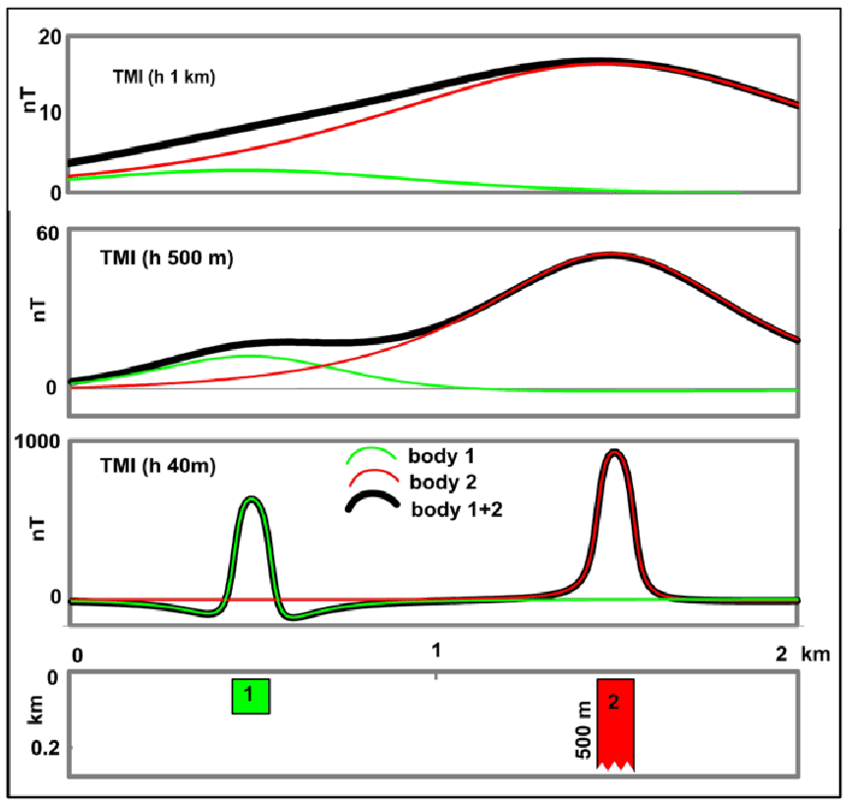 20
TMI (h 1 km)
nT
10
0
60
TMI (h 500 m)
nT
0
1000
TMI (h 40m)
body 1
body 2
body 1+2
nT
0
0 1 2 km
0
1
2
km
500 m
0.2